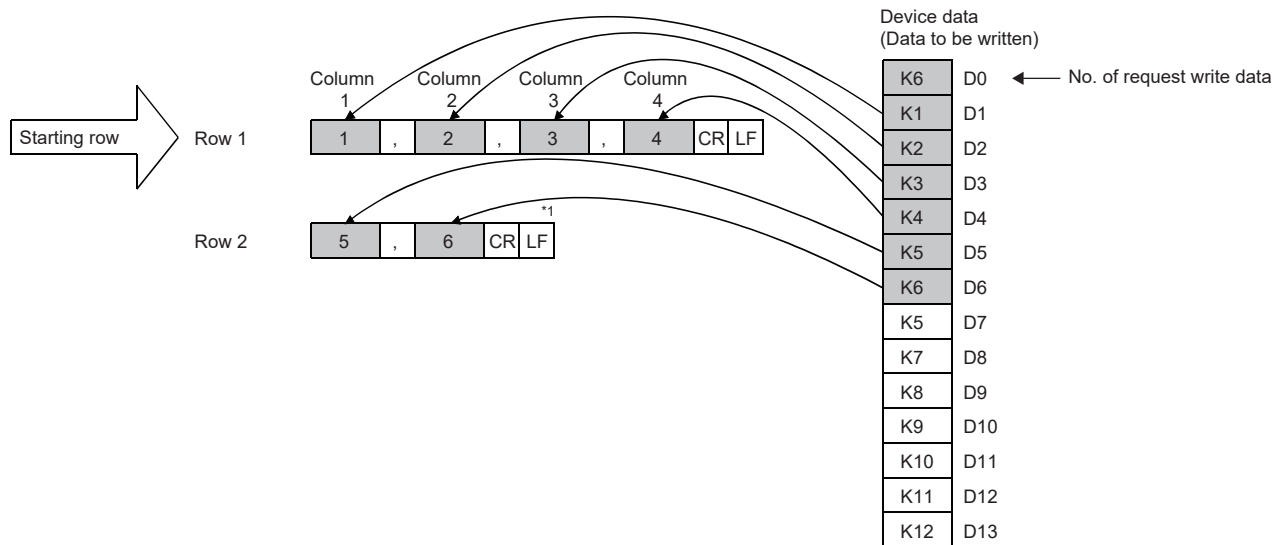 Device data
(Data to be written)
K6 D0 No. of request write data
Column 1 Column 2 Column 3 Column 4
K1 D1
Starting row Row 1 1 , 2 , 3 , 4 CR LF
K2 D2
K3 D3
K4 D4
*1
Row 2 5 , 6 CR LF
K5 D5
K6 D6
K5 D7
K7 D8
K8 D9
K9 D10
K10 D11
K11 D12
K12 D13